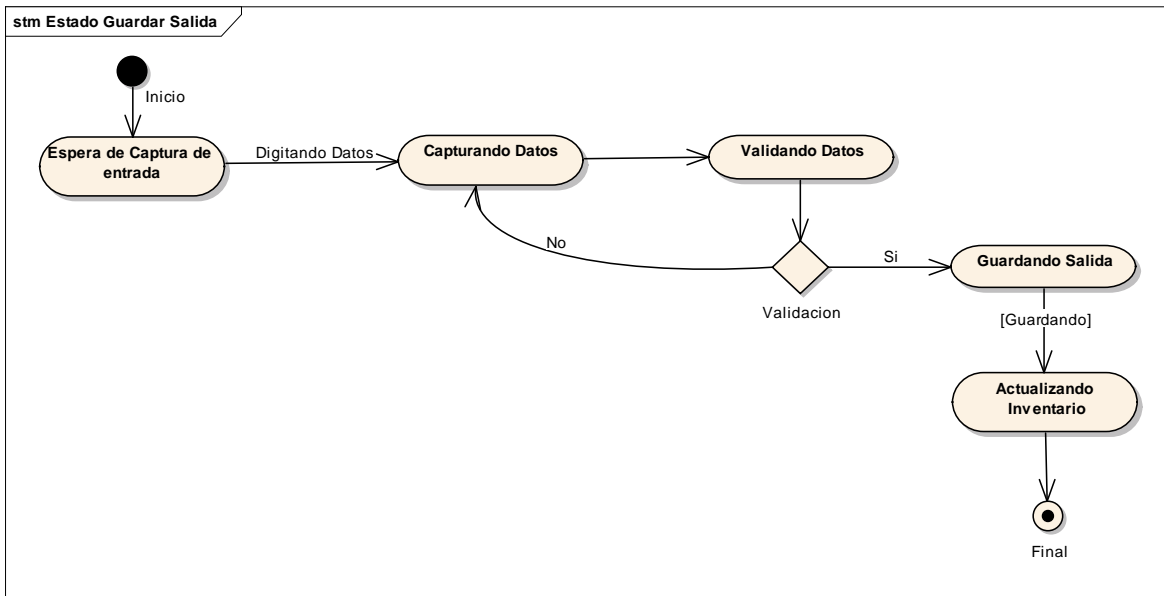 stm Estado Guardar Salida
Inicio
Espera de Captura de
entrada
Digitando Datos
Capturando Datos
Validando Datos
No
Si
Validacion
Guardando Salida
[Guardando]
Actualizando
Inventario
Final